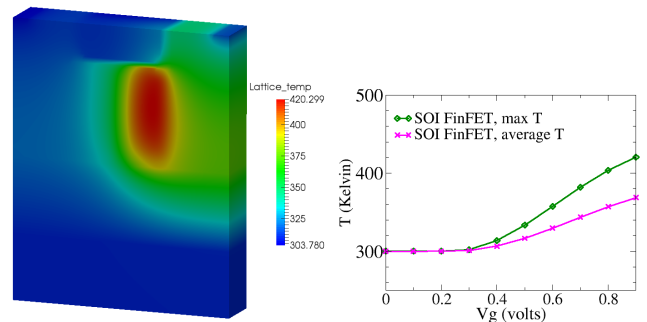 Lattice_temp
420.299
400
375
350
325
303.780
500
400
300
T (Kelvin)
SOI FinFET, max T
SOI FinFET, average T
0
0.2
0.4
0.6
0.8
Vg (volts)